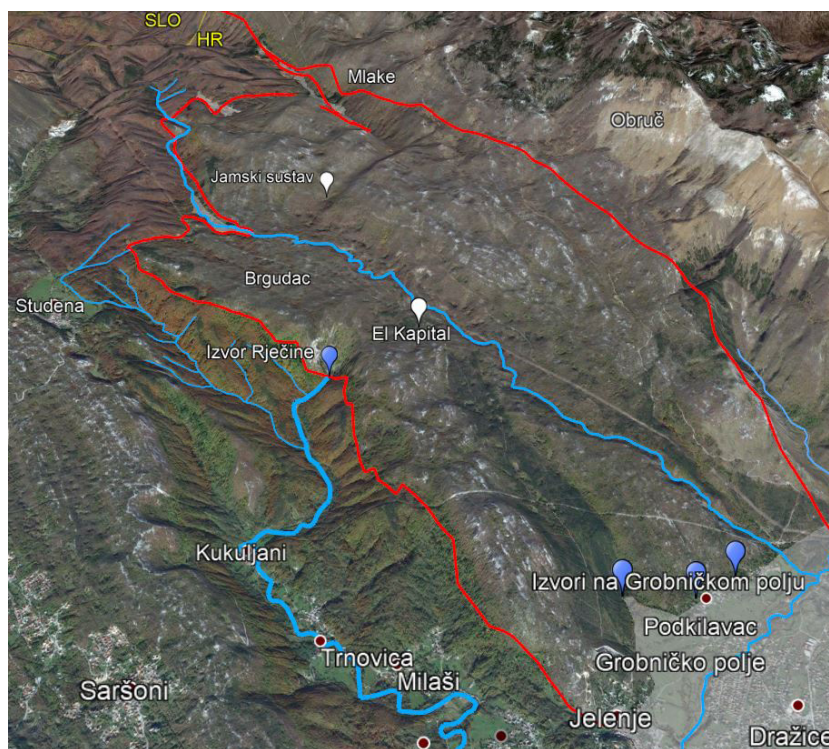 SLO
HR
Mlake
Obruč
Jamski sustav
Brgudac
Studena
El Kapital
Izvor Rječine
Kukuljani
Izvori na Grobničkom polju
Podkilavac
Trnovica
Grobničko polje
Milaši
Saršoni
Jelenje
Dražice